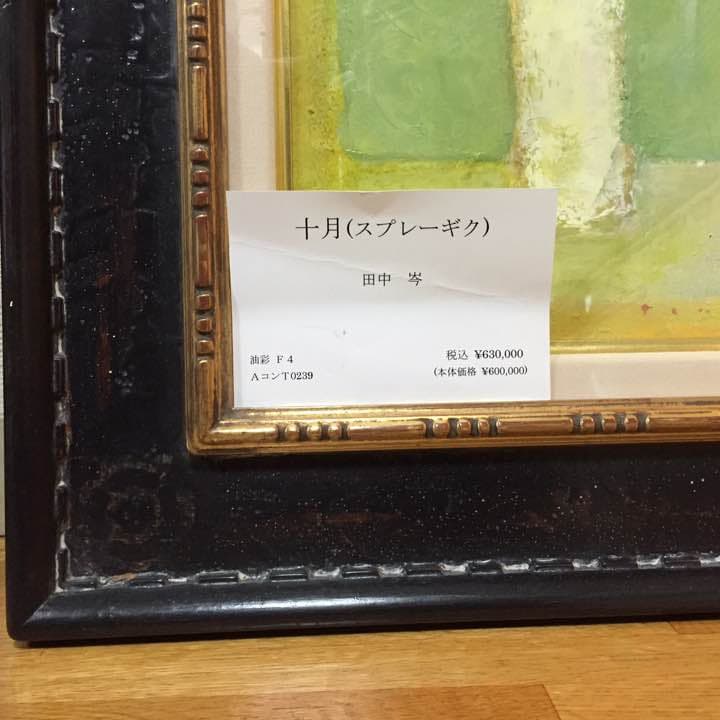 十月(スプレーギク)
田中　岑
油彩 Ｆ４
ＡコンＴ0239
税込 ¥630,000
(本体価格 ¥600,000)